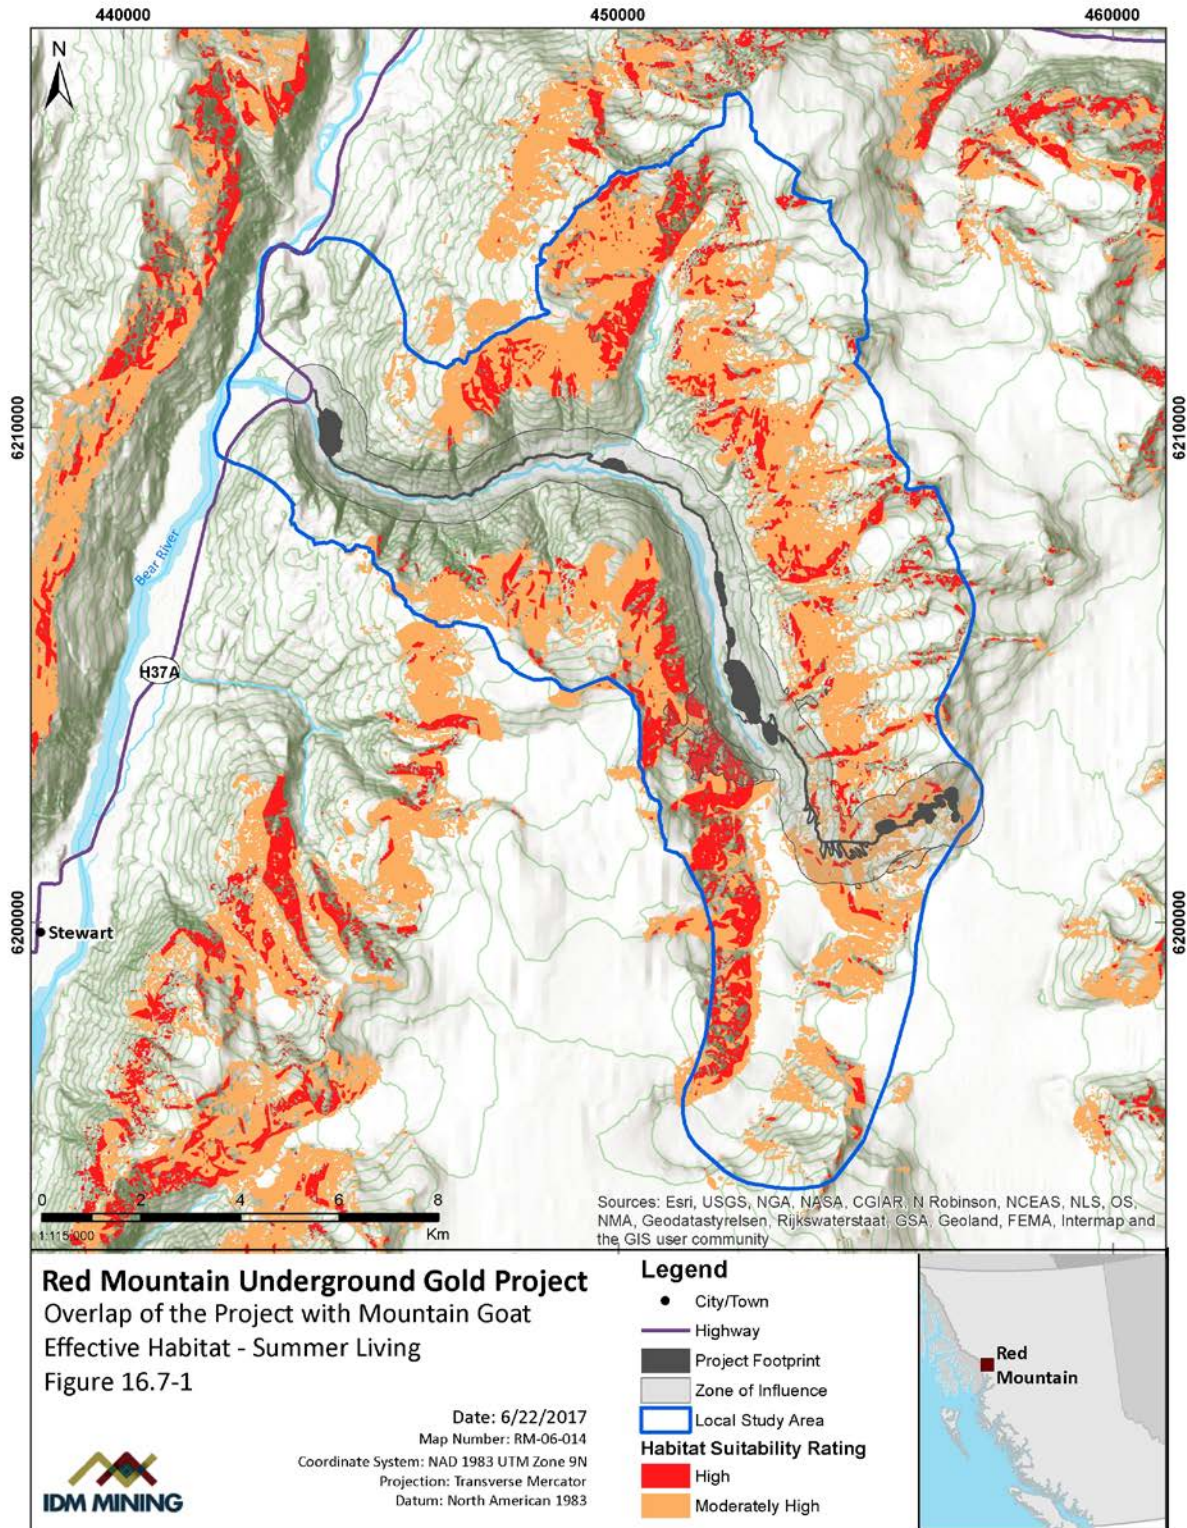 440000
450000
460000
N
6210000
6210000
Bear River
H37A
6200000
6200000
Stewart
0
2
4
6
8
1:115,000
Km
Sources: Esri, USGS, NGA, NASA, CGIAR, N Robinson, NCEAS, NLS, OS,
NMA, Geodatastyrelsen, Rijkswaterstaat, GSA, Geoland, FEMA, Intermap and
the GIS user community
Red Mountain Underground Gold Project
Overlap of the Project with Mountain Goat
Effective Habitat - Summer Living
Figure 16.7-1
Date: 6/22/2017
Map Number: RM-06-014
Coordinate System: NAD 1983 UTM Zone 9N
Projection: Transverse Mercator
Datum: North American 1983
IDM MINING
Legend
City/Town
Highway
Project Footprint
Zone of Influence
Local Study Area
Habitat Suitability Rating
High
Moderately High
Red
Mountain